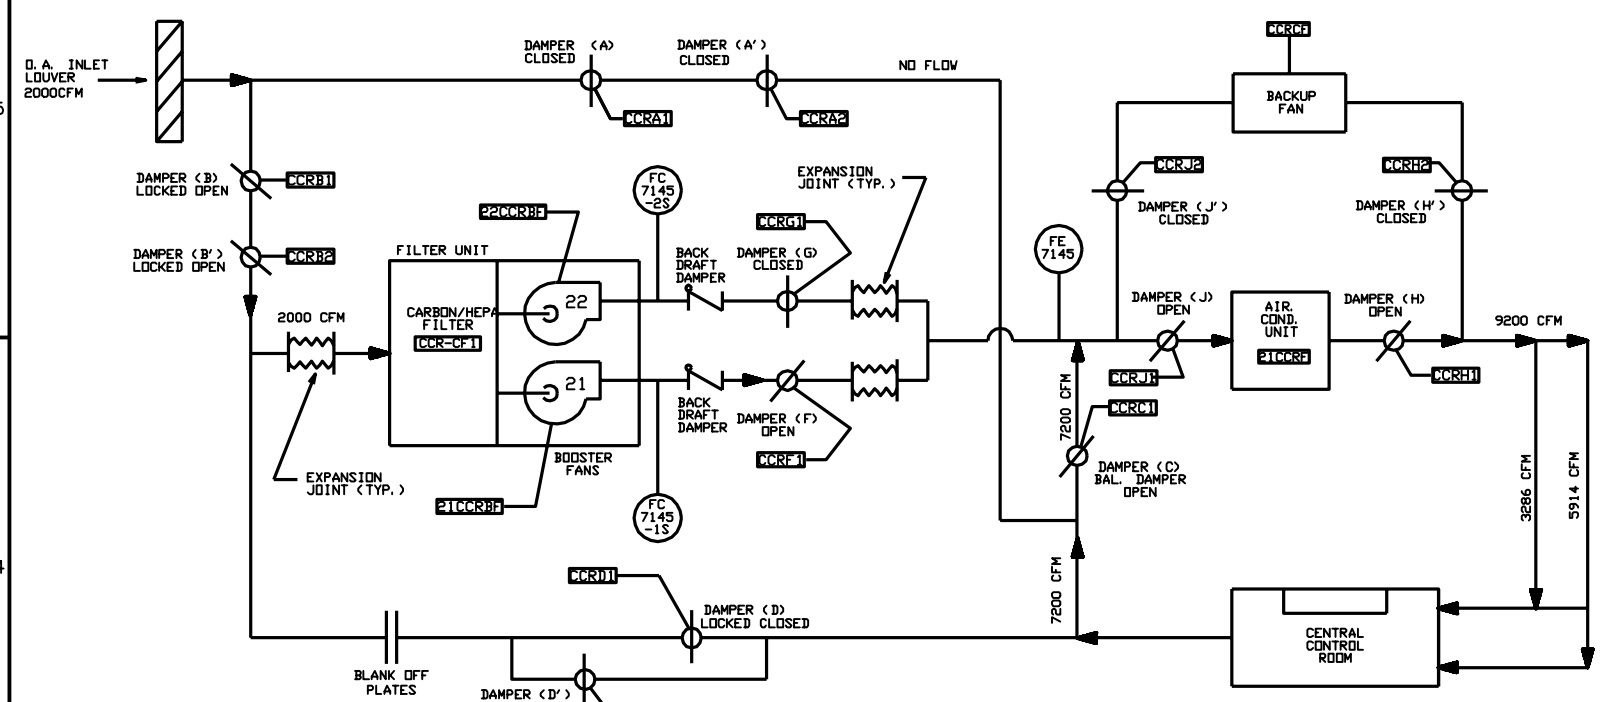 CCRCF
O.A. INLET
LOUVER
2000CFM
DAMPER (A)
CLOSED
DAMPER (A')
CLOSED
NO FLOW
BACKUP
FAN
CCRA1
CCRA2
DAMPER (B)
LOCKED OPEN
CCRB1
FC
7145
-2S
EXPANSION
JOINT (TYP.)
CCRJ2
CCRH2
DAMPER (J')
CLOSED
DAMPER (H')
CLOSED
22CCRBF
CCRG1
DAMPER (B')
LOCKED OPEN
CCRB2
FILTER UNIT
BACK
DRAFT
DAMPER
DAMPER (G)
CLOSED
FE
7145
2000 CFM
CARBON/HEPA
FILTER
CCR-CF1
22
DAMPER (J)
OPEN
AIR.
COND.
UNIT
21CCRF
DAMPER (H)
OPEN
9200 CFM
21
CCRJ1
CCRH1
BACK
DRAFT
DAMPER
DAMPER (F)
OPEN
7200 CFM
CCRC1
CCRF1
BOOSTER
FANS
EXPANSION
JOINT (TYP.)
DAMPER (C)
BAL. DAMPER
OPEN
3286 CFM
5914 CFM
21CCRBF
FC
7145
-1S
CCRD1
7200 CFM
DAMPER (D)
LOCKED CLOSED
CENTRAL
CONTROL
ROOM
BLANK OFF
PLATES
DAMPER (D')